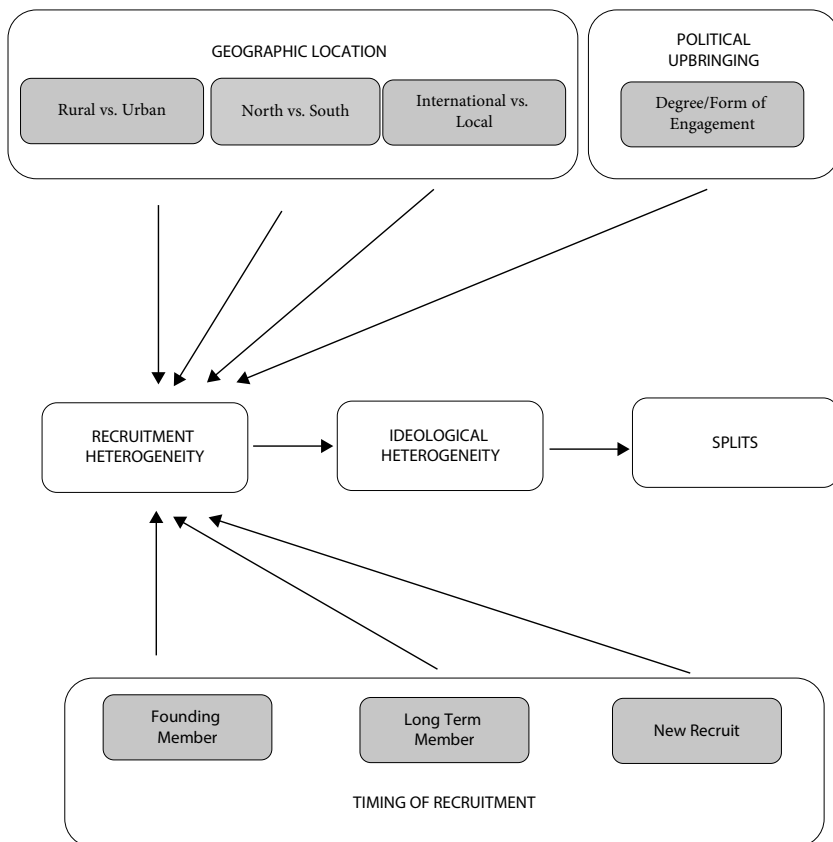 GEOGRAPHIC LOCATION
Rural vs. Urban
North vs. South
International vs.
Local
POLITICAL
UPBRINGING
Degree/Form of
Engagement
RECRUITMENT
HETEROGENEITY
IDEOLOGICAL
HETEROGENEITY
SPLITS
Founding
Member
Long Term
Member
New Recruit
TIMING OF RECRUITMENT